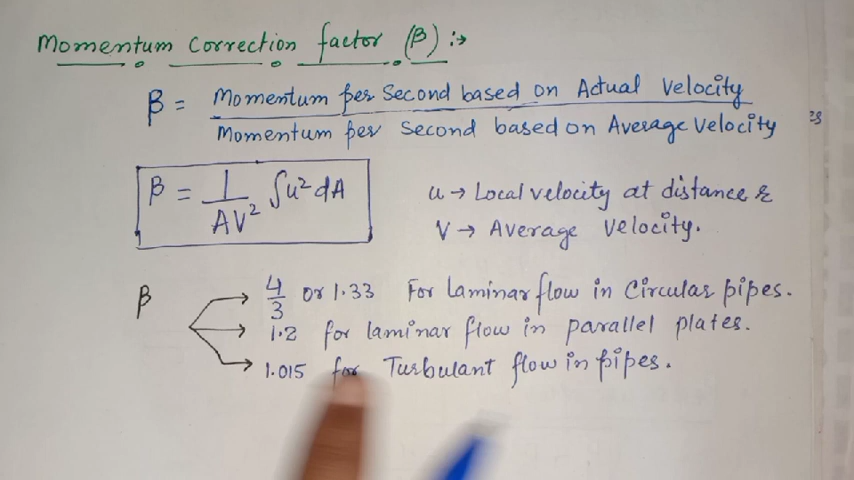 Momentum correction factor (β) :→
β = Momentum per Second based on Actual Velocity
Momentum per Second based on Average Velocity
β = 1/AV² ∫u² dA
u → Local velocity at distance r
V → Average Velocity.
β
4/3 or 1.33 For Laminar flow in Circular pipes.
1.2 for laminar flow in parallel plates.
1.015 for Turbulant flow in pipes.